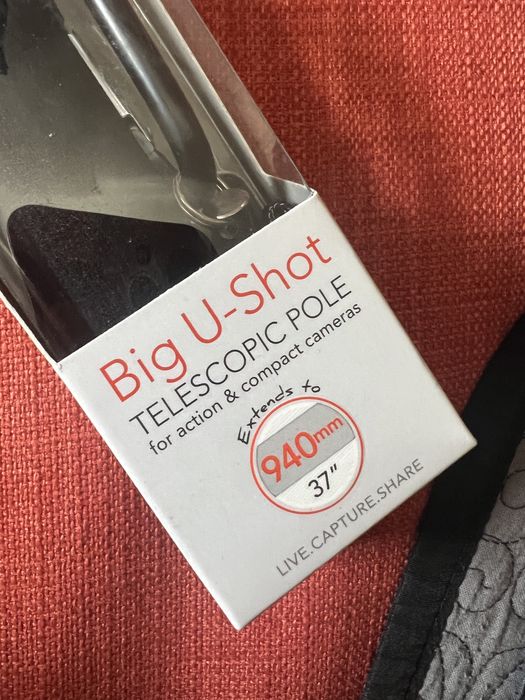 Big U-Shot
TELESCOPIC POLE
for action & compact cameras
Extends to
940mm
37"
LIVE.CAPTURE.SHARE